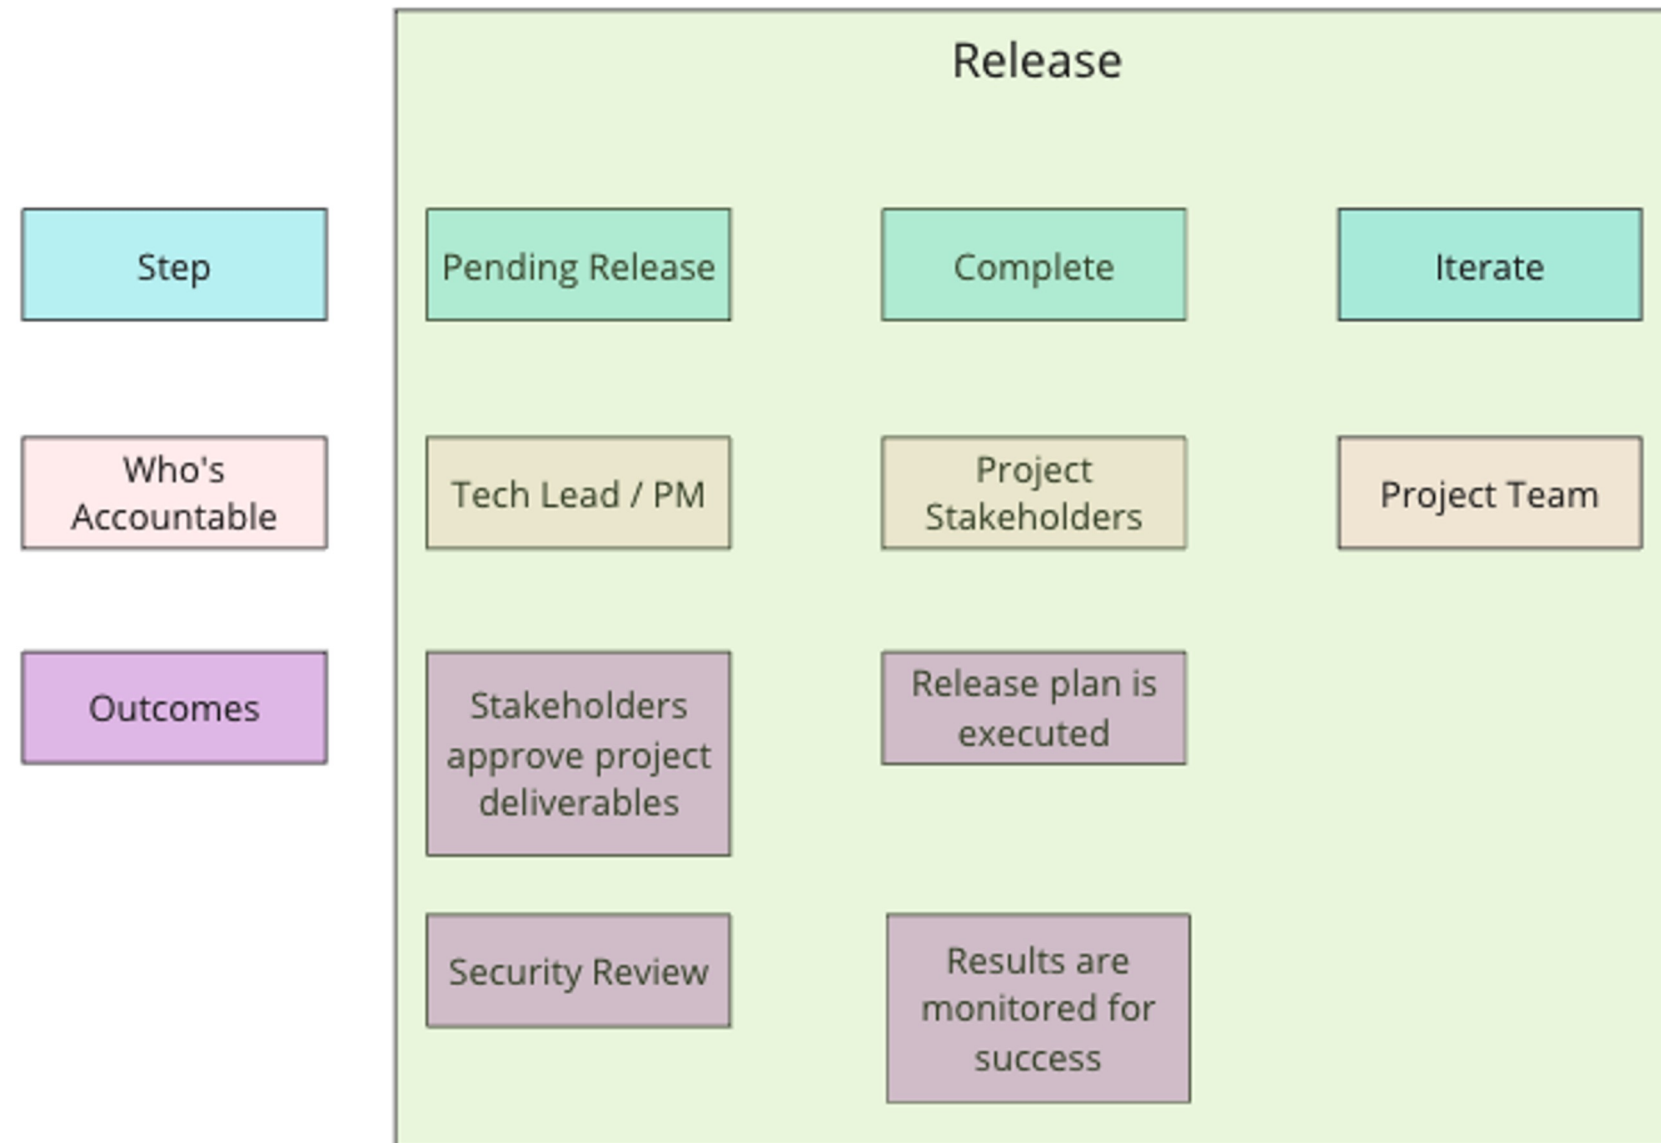 Release
Step
Pending Release
Complete
Iterate
Who's
Accountable
Tech Lead / PM
Project
Stakeholders
Project Team
Outcomes
Stakeholders
approve project
deliverables
Release plan is
executed
Security Review
Results are
monitored for
success